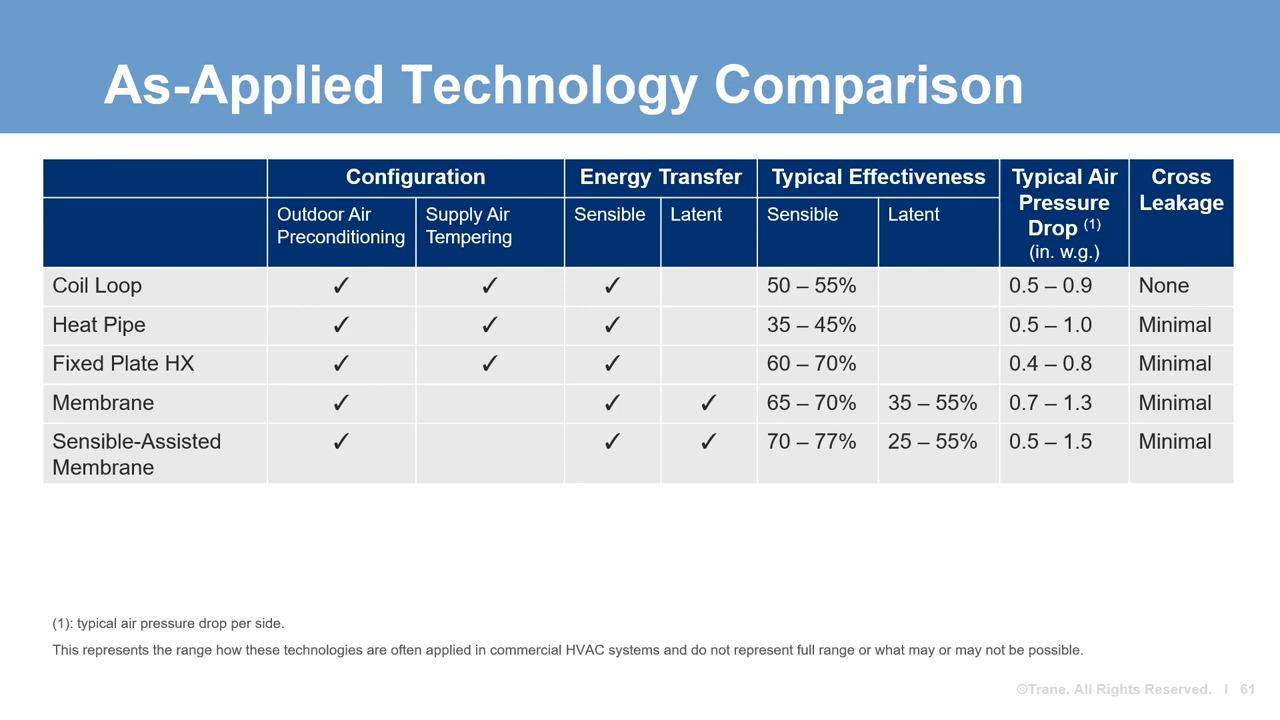 As-Applied Technology Comparison
Configuration Energy Transfer Typical Effectiveness Typical Air Pressure Drop (1) (in. w.g.) Cross Leakage
Outdoor Air Preconditioning Supply Air Tempering Sensible Latent Sensible Latent
Coil Loop ✓ ✓ ✓ 50 – 55% 0.5 – 0.9 None
Heat Pipe ✓ ✓ ✓ 35 – 45% 0.5 – 1.0 Minimal
Fixed Plate HX ✓ ✓ ✓ 60 – 70% 0.4 – 0.8 Minimal
Membrane ✓ ✓ ✓ 65 – 70% 35 – 55% 0.7 – 1.3 Minimal
Sensible-Assisted Membrane ✓ ✓ ✓ 70 – 77% 25 – 55% 0.5 – 1.5 Minimal
(1): typical air pressure drop per side.
This represents the range how these technologies are often applied in commercial HVAC systems and do not represent full range or what may or may not be possible.
©Trane. All Rights Reserved. I 61